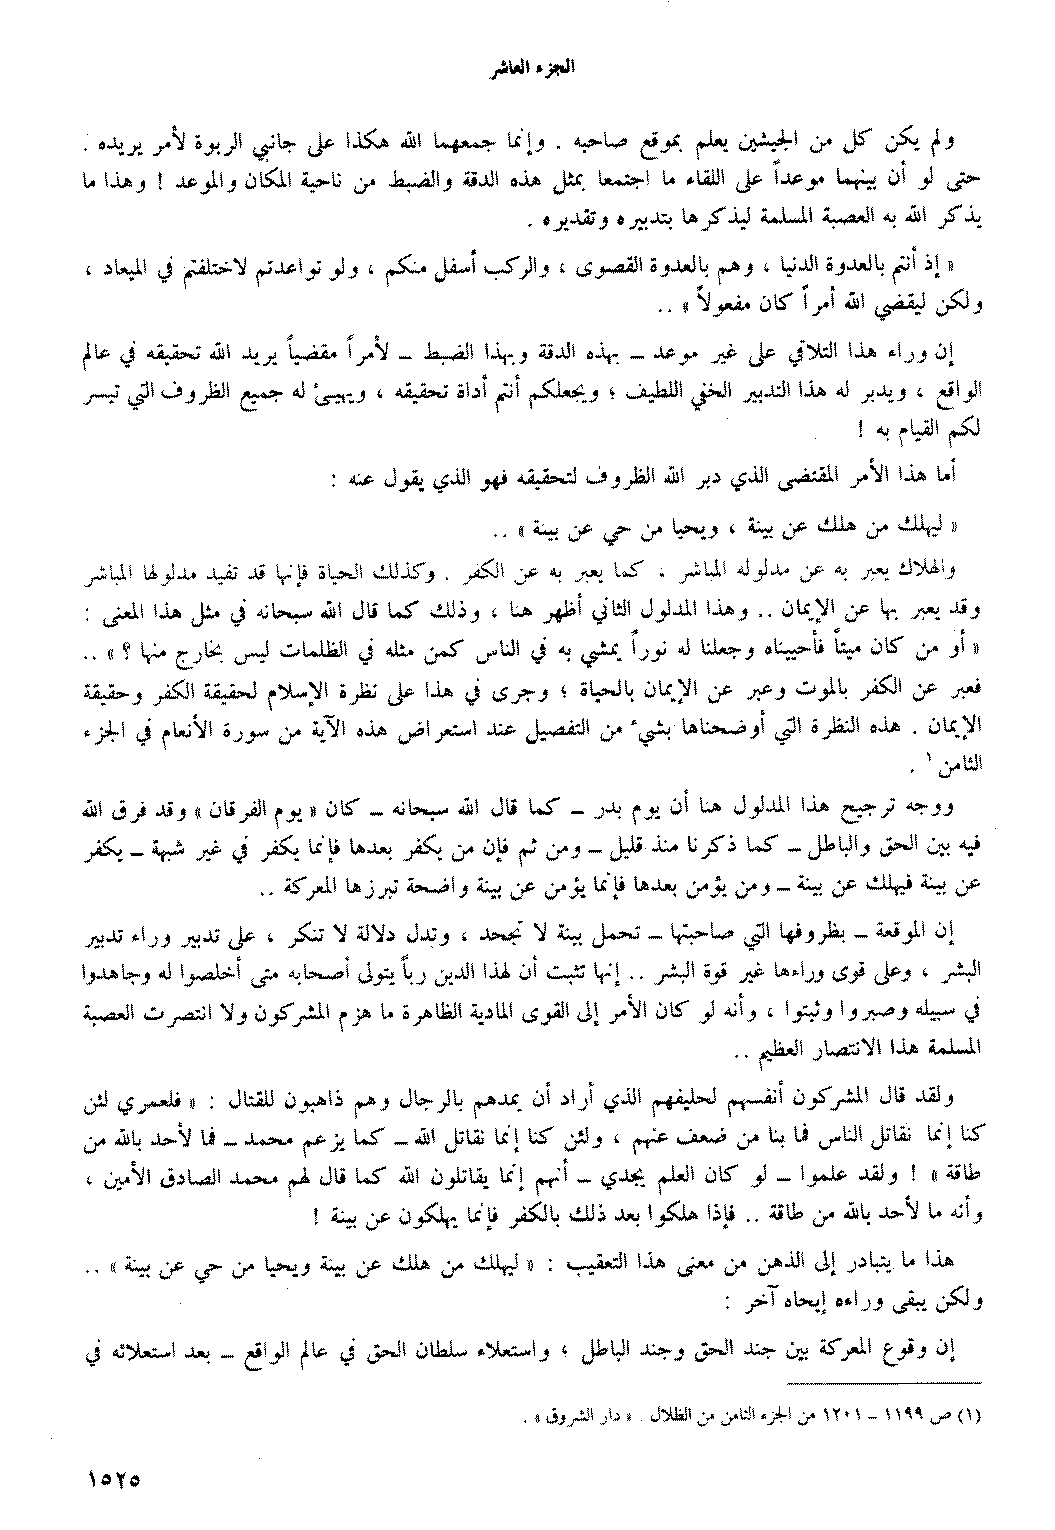 الجزء العاشر
ولم يكن كل من الجيشين يعلم بموقع صاحبه . وإنما جمعهما الله هكذا على جانبي الربوة لأمر يريده .
حتى لو أن بينهما موعداً على اللقاء ما اجتمعا بمثل هذه الدقة والضبط من ناحية المكان والموعد ! وهذا ما
يذكر الله به العصبة المسلمة ليذكرها بتدبيره وتقديره .
« إذ أنتم بالعدوة الدنيا ، وهم بالعدوة القصوى ، والركب أسفل منكم ، ولو تواعدتم لاختلفتم في الميعاد ،
ولكن ليقضي الله أمراً كان مفعولاً » ..
إن وراء هذا التلاقي على غير موعد – بهذه الدقة وبهذا الضبط – لأمراً مقضياً يريد الله تحقيقه في عالم
الواقع ، ويدبر له هذا التدبير الخفي اللطيف ؛ ويجعلكم أنتم أداة تحقيقه ، ويهيئ له جميع الظروف التي تيسر
لكم القيام به !
أما هذا الأمر المقتضى الذي دبر الله الظروف لتحقيقه فهو الذي يقول عنه :
« ليهلك من هلك عن بينة ، ويحيا من حي عن بينة » ..
والهلاك يعبر به عن مدلوله المباشر ، كما يعبر به عن الكفر . وكذلك الحياة فإنها قد تفيد مدلولها المباشر
وقد يعبر بها عن الإيمان .. وهذا المدلول الثاني أظهر هنا ، وذلك كما قال الله سبحانه في مثل هذا المعنى :
« أو من كان ميتاً فأحييناه وجعلنا له نوراً يمشي به في الناس كمن مثله في الظلمات ليس بخارج منها ؟ » ..
فعبر عن الكفر بالموت وعبر عن الإيمان بالحياة ؛ وجرى في هذا على نظرة الإسلام لحقيقة الكفر وحقيقة
الإيمان . هذه النظرة التي أوضحناها بشيء من التفصيل عند استعراض هذه الآية من سورة الأنعام في الجزء
الثامن ١ .
ووجه ترجيح هذا المدلول هنا أن يوم بدر – كما قال الله سبحانه – كان « يوم الفرقان » وقد فرق الله
فيه بين الحق والباطل – كما ذكرنا منذ قليل – ومن ثم فإن من يكفر بعدها فإنما يكفر في غير شبهة – يكفر
عن بينة فيهلك عن بينة – ومن يؤمن بعدها فإنما يؤمن عن بينة واضحة تبرزها المعركة ..
إن الموقعة – بظروفها التي صاحبتها – تحمل بينة لا تجحد ، وتدل دلالة لا تنكر ، على تدبير وراء تدبير
البشر ، وعلى قوى وراءها غير قوة البشر .. إنها تثبت أن لهذا الدين رباً يتولى أصحابه متى أخلصوا له وجاهدوا
في سبيله وصبروا وثبتوا ، وأنه لو كان الأمر إلى القوى المادية الظاهرة ما هزم المشركون ولا انتصرت العصبة
المسلمة هذا الانتصار العظيم ..
ولقد قال المشركون أنفسهم لحليفهم الذي أراد أن يمدهم بالرجال وهم ذاهبون للقتال : « فلعمري لئن
كنا إنما نقاتل الناس فما بنا من ضعف عنهم ، ولئن كنا إنما نقاتل الله – كما يزعم محمد – فما لأحد بالله من
طاقة » ! ولقد علموا – لو كان العلم يجدي – أنهم إنما يقاتلون الله كما قال لهم محمد الصادق الأمين ،
وأنه ما لأحد بالله من طاقة .. فإذا هلكوا بعد ذلك بالكفر فإنما يهلكون عن بينة !
هذا ما يتبادر إلى الذهن من معنى هذا التعقيب : « ليهلك من هلك عن بينة ويحيا من حي عن بينة » ..
ولكن يبقى وراءه إيحاء آخر :
إن وقوع المعركة بين جند الحق وجند الباطل ؛ واستعلاء سلطان الحق في عالم الواقع – بعد استعلائه في
(١) ص ١١٩٩ – ١٢٠١ من الجزء الثامن من الظلال . « دار الشروق » .
١٥٢٥